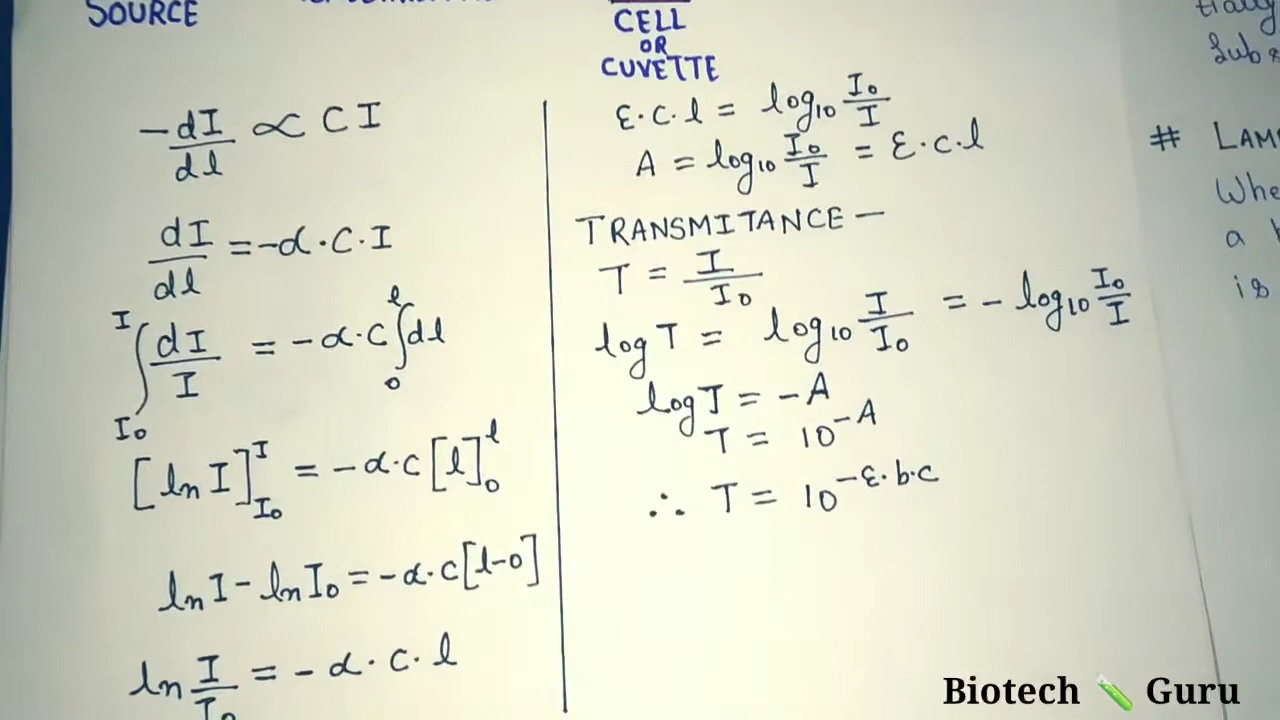 SOURCE
CELL
OR
CUVETTE
-dI/dl ∝ C I
dI/dl = -α·C·I
∫_{I₀}^{I} dI/I = -α·C ∫_{0}^{l} dl
[ln I]_{I₀}^{I} = -α·C [l]_{0}^{l}
ln I - ln I₀ = -α·C [l-0]
ln I/I₀ = -α·C·l
ε.C.l = log₁₀ I₀/I
A = log₁₀ I₀/I = ε.C.l
TRANSMITANCE —
T = I/I₀
log T = log₁₀ I/I₀ = - log₁₀ I₀/I
log T = -A
T = 10^{-A}
∴ T = 10^{-ε.b.c}
# LAM
Whe
a
is
Biotech Guru